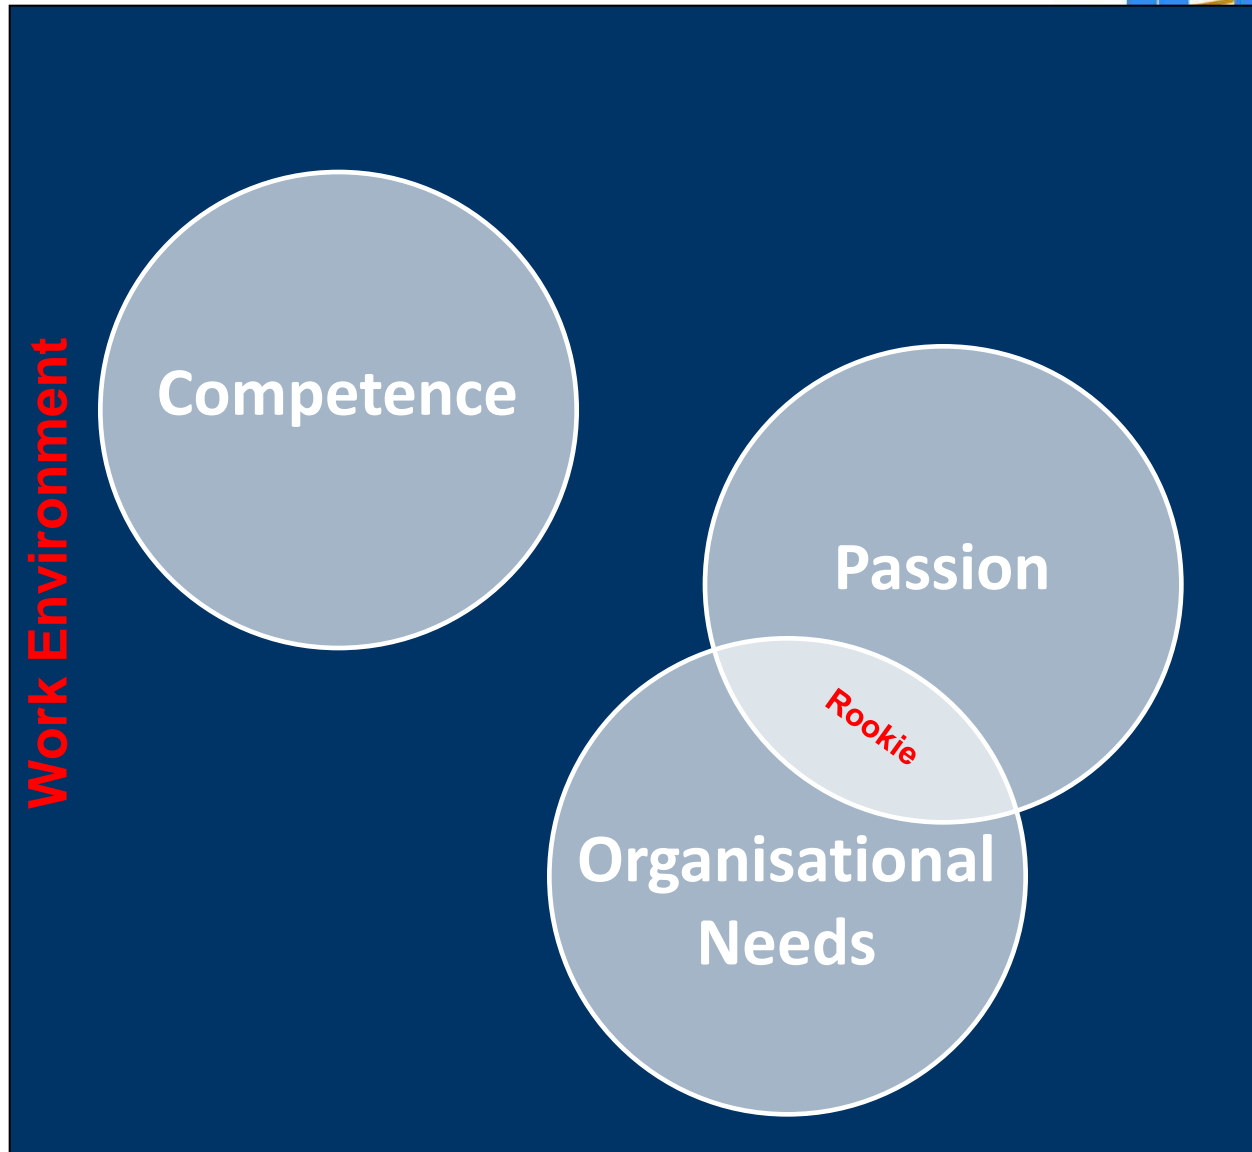 Work Environment
Competence
Passion
Rookie
Organisational
Needs